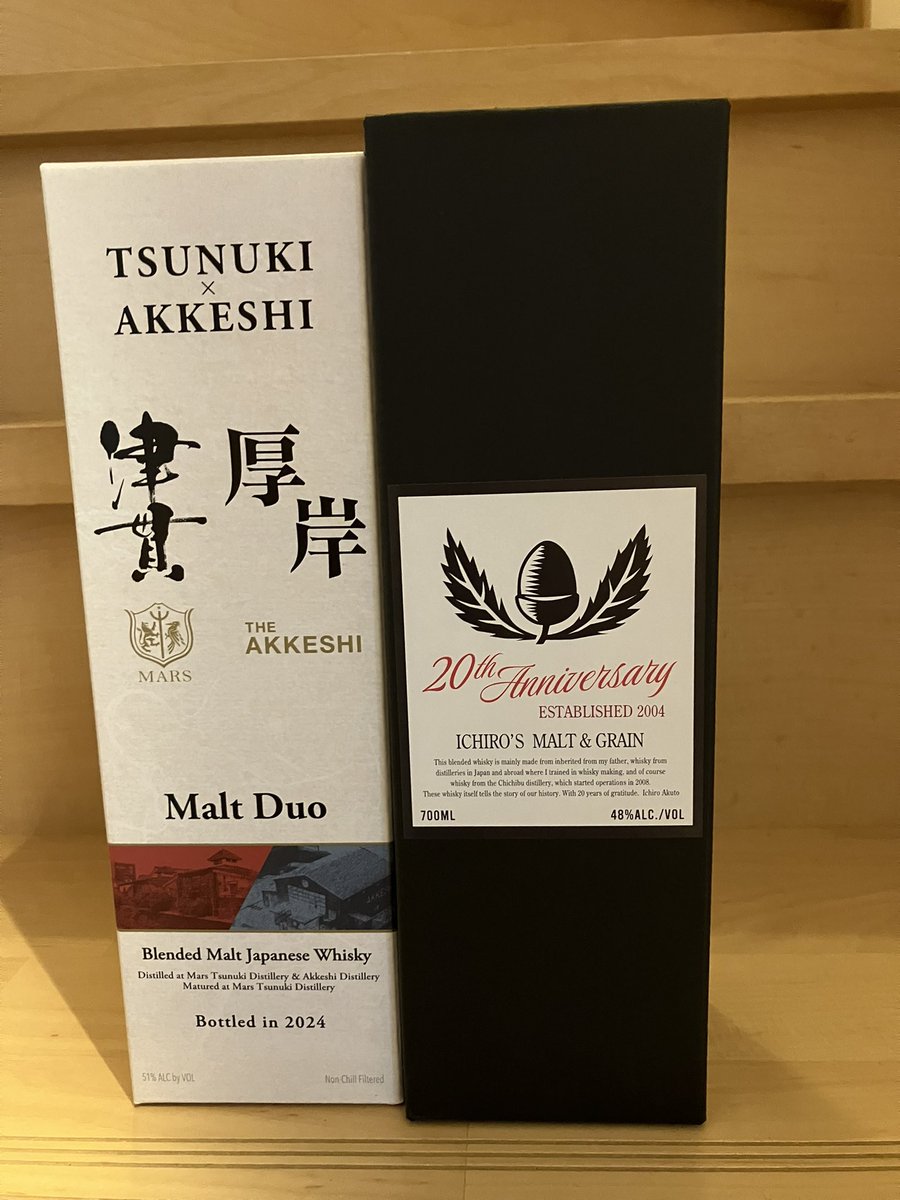 TSUNUKI
×
AKKESHI
津貫
厚岸
MARS
THE
AKKESHI
Malt Duo
Blended Malt Japanese Whisky
Distilled at Mars Tsunuki Distillery & Akkeshi Distillery
Matured at Mars Tsunuki Distillery
Bottled in 2024
51% ALC by VOL
Non-Chill Filtered
20th Anniversary
ESTABLISHED 2004
ICHIRO'S MALT & GRAIN
This blended whisky is mainly made from inherited from my father, whisky from
distilleries in Japan and abroad where I trained in whisky making, and of course
whisky from the Chichibu distillery, which started operations in 2008.
These whisky itself tells the story of our history. With 20 years of gratitude. Ichiro Akuto
700ML
48%ALC./VOL